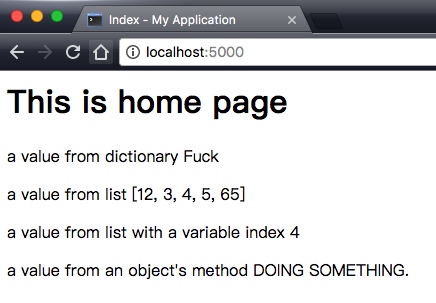 Index - My Application
localhost:5000
This is home page
a value from dictionary Fuck
a value from list [12, 3, 4, 5, 65]
a value from list with a variable index 4
a value from an object's method DOING SOMETHING.